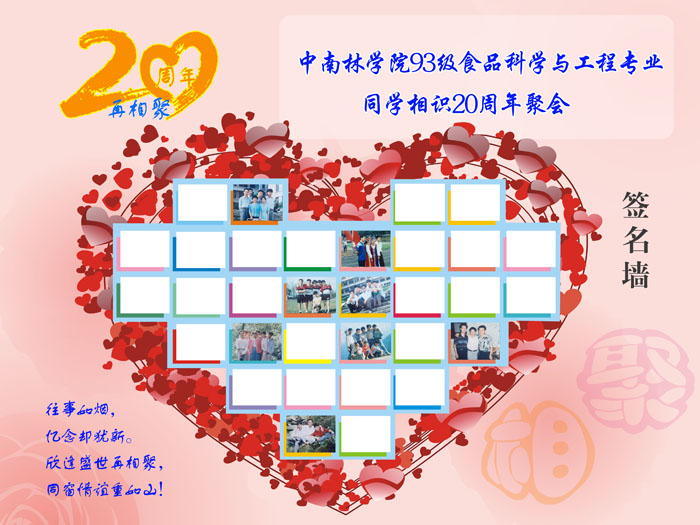 20周年
再相聚
中南林学院93级食品科学与工程专业
同学相识20周年聚会
签名墙
往事如烟，
忆念却犹新。
欣逢盛世再相聚，
同窗情谊重如山！
相聚